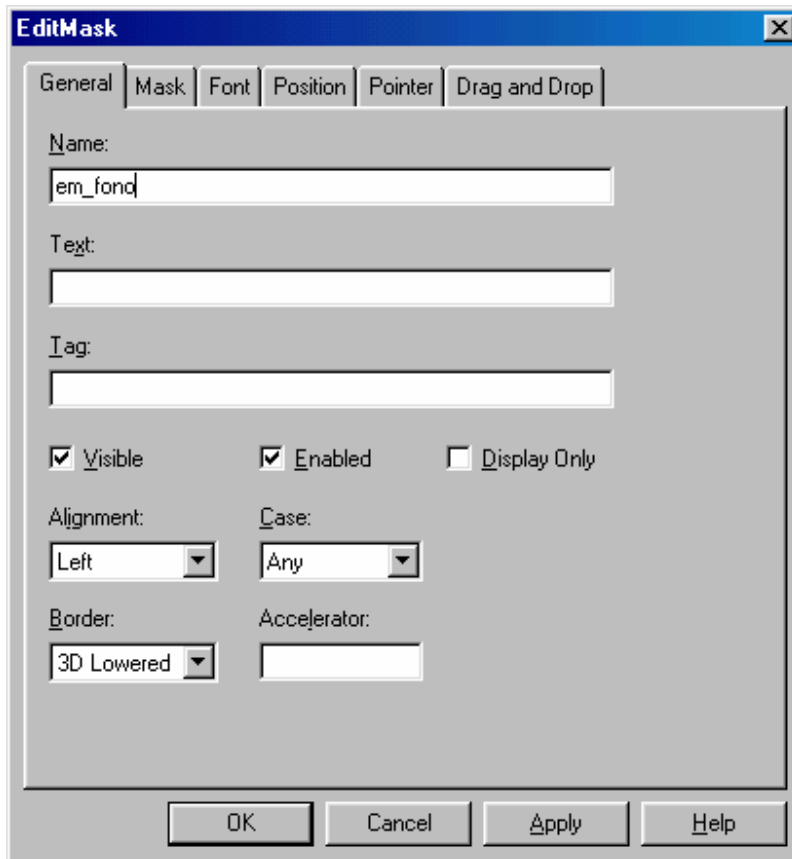 EditMask
General Mask Font Position Pointer Drag and Drop
Name:
em_fono
Text:
Tag:
Visible Enabled Display Only
Alignment: Case:
Left Any
Border: Accelerator:
3D Lowered
OK Cancel Apply Help